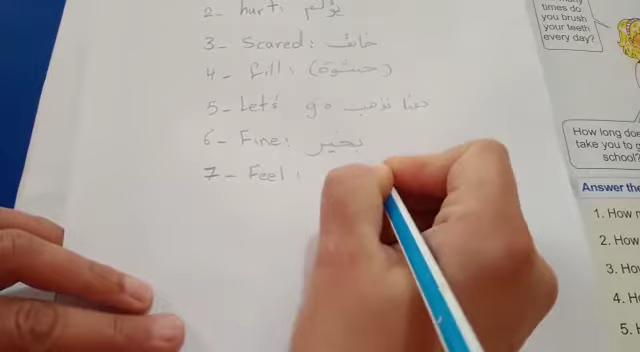 2- hurt: يؤلم
3- Scared: خائف
4- fill: (حشوة)
5- Let's go دعنا نذهب
6- Fine: بخير
7- Feel:
times do
you brush
your teeth
every day?
How long doe
take you to g
school?
Answer the
1. How m
2. How
3. Ho
4. H
5. H